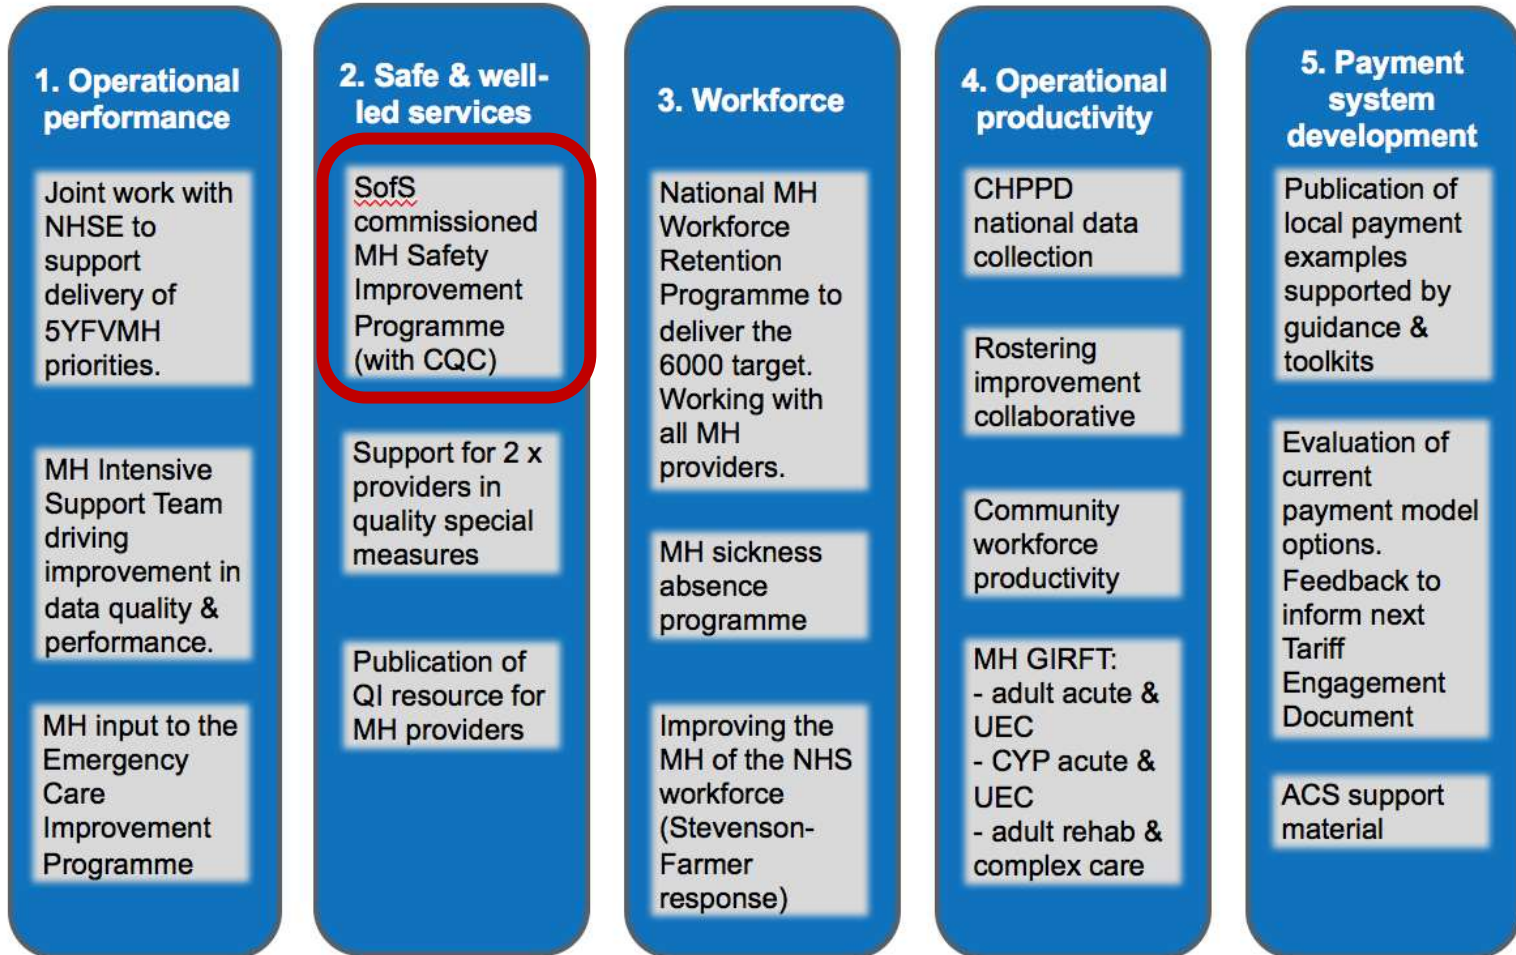 1. Operational
performance
Joint work with
NHSE to
support
delivery of
5YFVMH
priorities.
MH Intensive
Support Team
driving
improvement in
data quality &
performance.
MH input to the
Emergency
Care
Improvement
Programme
2. Safe & well-
led services
SofS
commissioned
MH Safety
Improvement
Programme
(with CQC)
Support for 2 x
providers in
quality special
measures
Publication of
QI resource for
MH providers
3. Workforce
National MH
Workforce
Retention
Programme to
deliver the
6000 target.
Working with
all MH
providers.
MH sickness
absence
programme
Improving the
MH of the NHS
workforce
(Stevenson-
Farmer
response)
4. Operational
productivity
CHPPD
national data
collection
Rostering
improvement
collaborative
Community
workforce
productivity
MH GIRFT:
- adult acute &
UEC
- CYP acute &
UEC
- adult rehab &
complex care
5. Payment
system
development
Publication of
local payment
examples
supported by
guidance &
toolkits
Evaluation of
current
payment model
options.
Feedback to
inform next
Tariff
Engagement
Document
ACS support
material